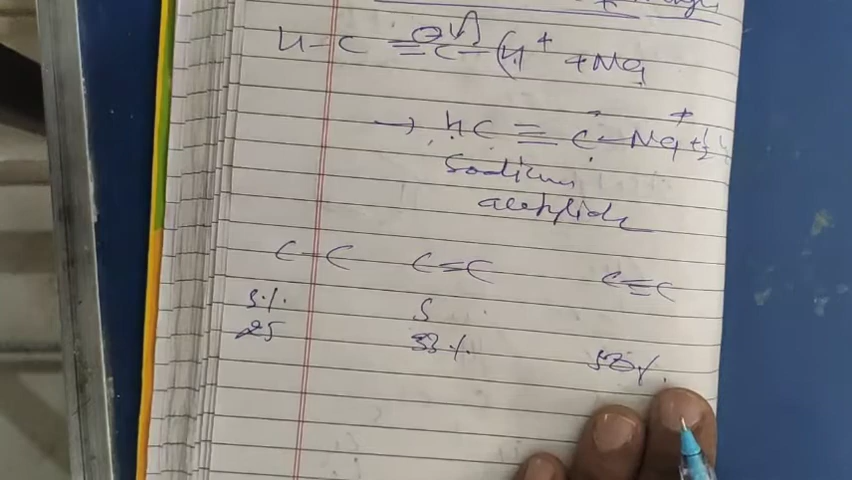 H-C ≡ C-H⁺ + Na
→ HC ≡ C⁻-Na⁺ + ½ H
Sodium
acetylide
C-C C=C C≡C
S% S
25 33% 50%